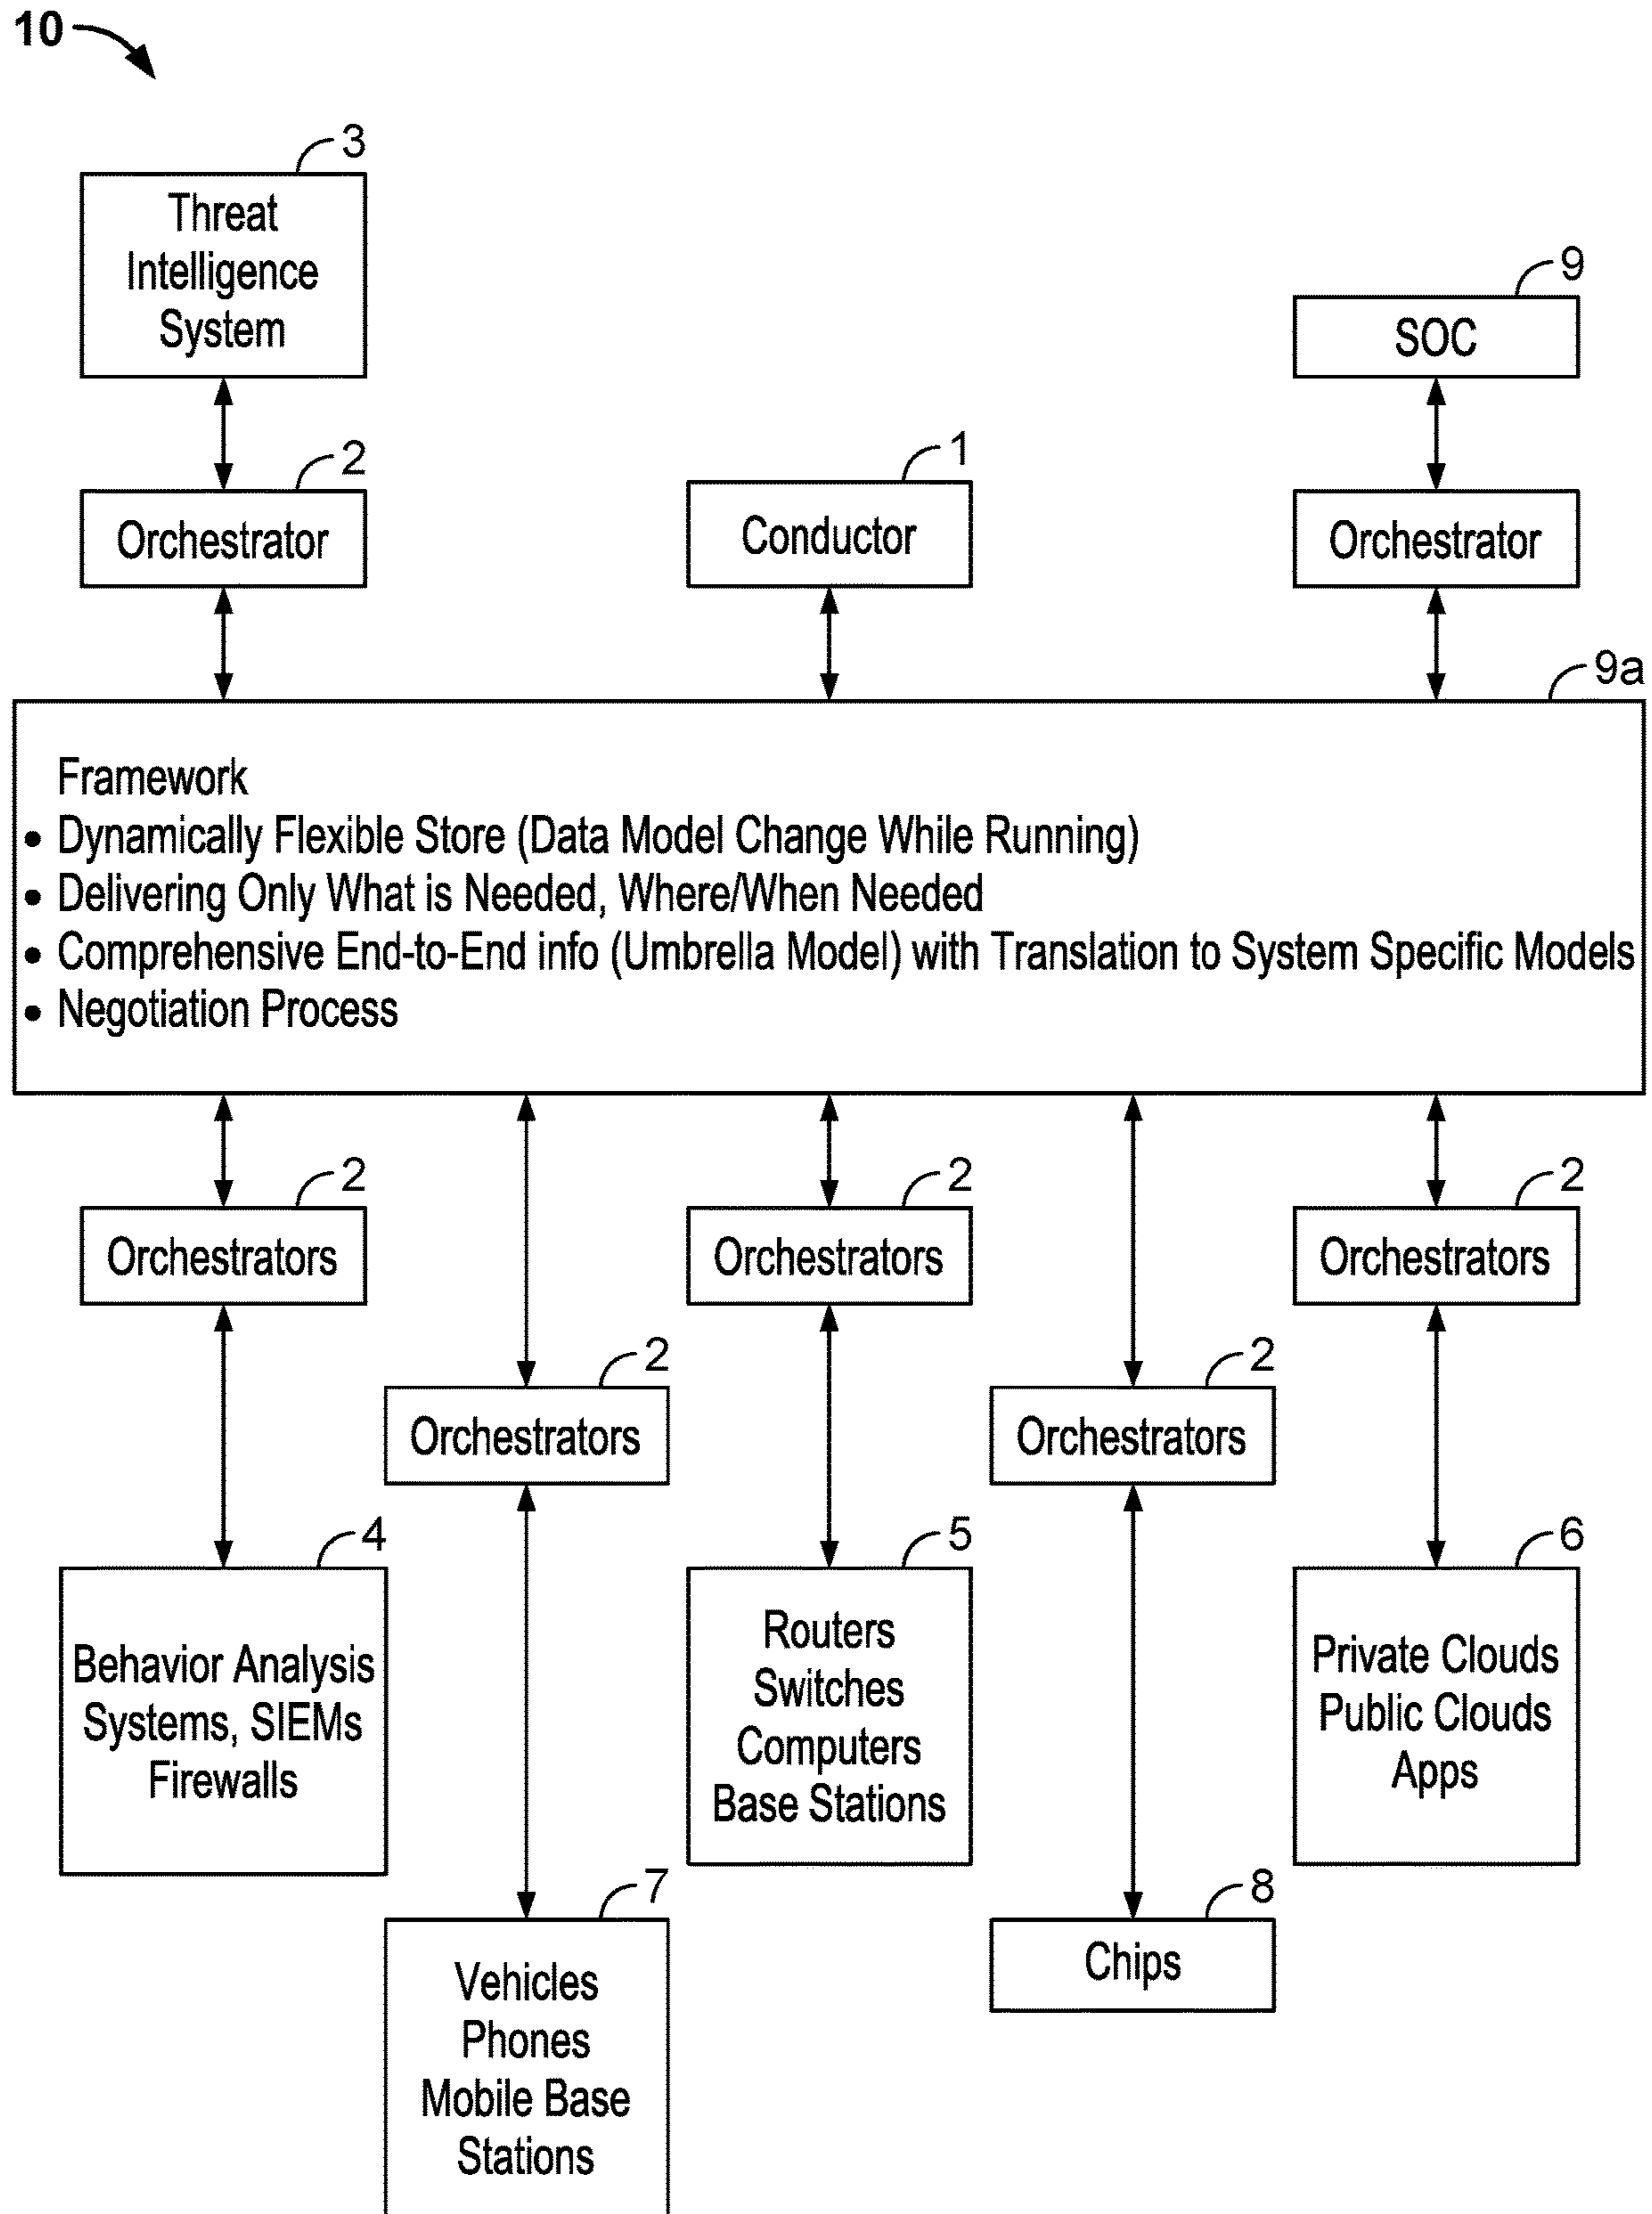 10
3
Threat
Intelligence
System
9
SOC
2
Orchestrator
1
Conductor
Orchestrator
9a
Framework
• Dynamically Flexible Store (Data Model Change While Running)
• Delivering Only What is Needed, Where/When Needed
• Comprehensive End-to-End info (Umbrella Model) with Translation to System Specific Models
• Negotiation Process
2
Orchestrators
2
Orchestrators
2
Orchestrators
2
Orchestrators
2
Orchestrators
4
Behavior Analysis
Systems, SIEMs
Firewalls
5
Routers
Switches
Computers
Base Stations
6
Private Clouds
Public Clouds
Apps
7
Vehicles
Phones
Mobile Base
Stations
8
Chips